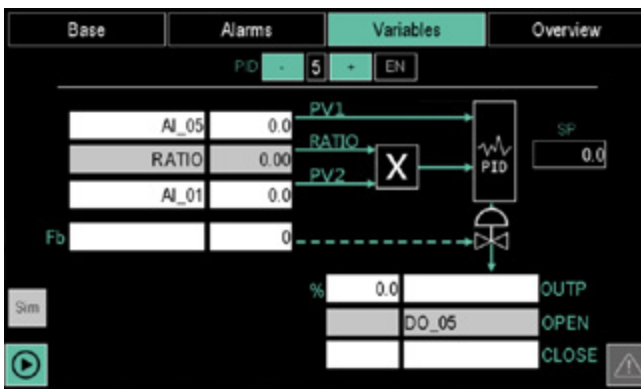 Base Alarms Variables Overview
PID - 5 + EN
PV1
AI_05 0.0
SP
RATIO
RATIO 0.00 X PID 0.0
PV2
AI_01 0.0
Fb 0
% 0.0 OUTP
Sim
DO_05 OPEN
CLOSE